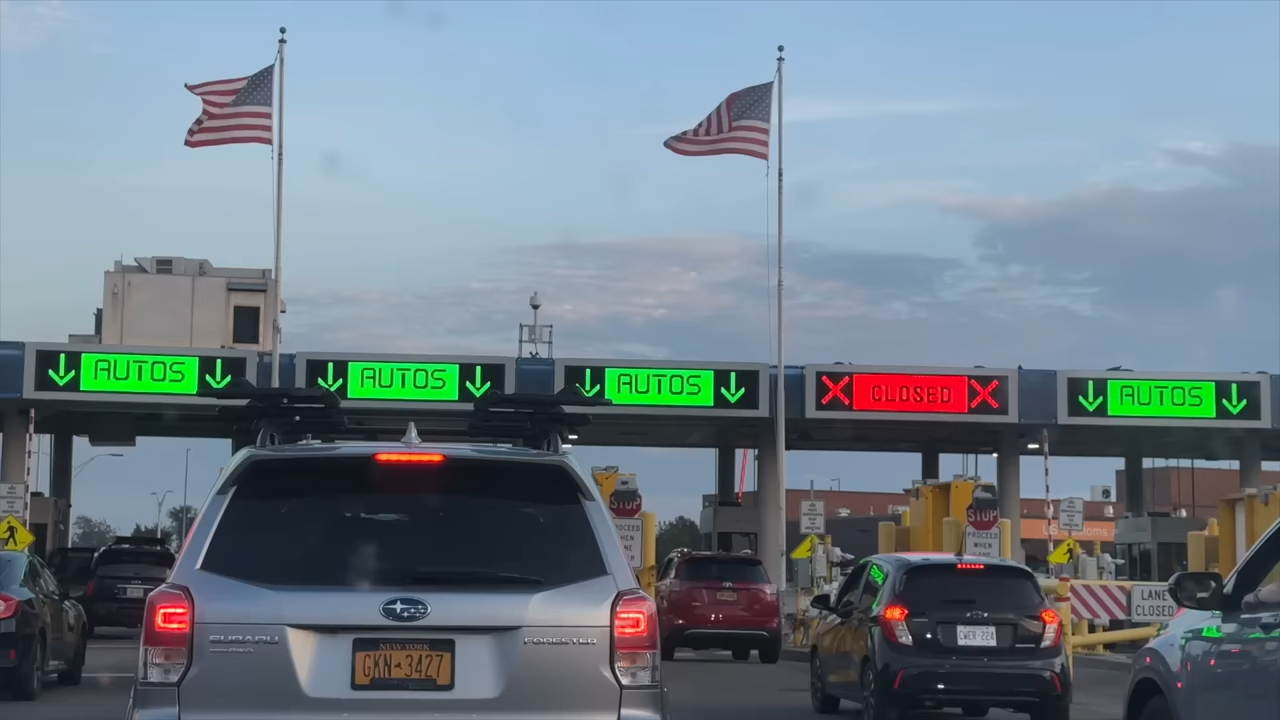 AUTOS
AUTOS
AUTOS
CLOSED
AUTOS
STOP
PROCEED
WHEN
STOP
PROCEED
WHEN
LANE
CLOSED
SUBARU
FORESTER
NEW YORK
GKN 3427
CWER 224